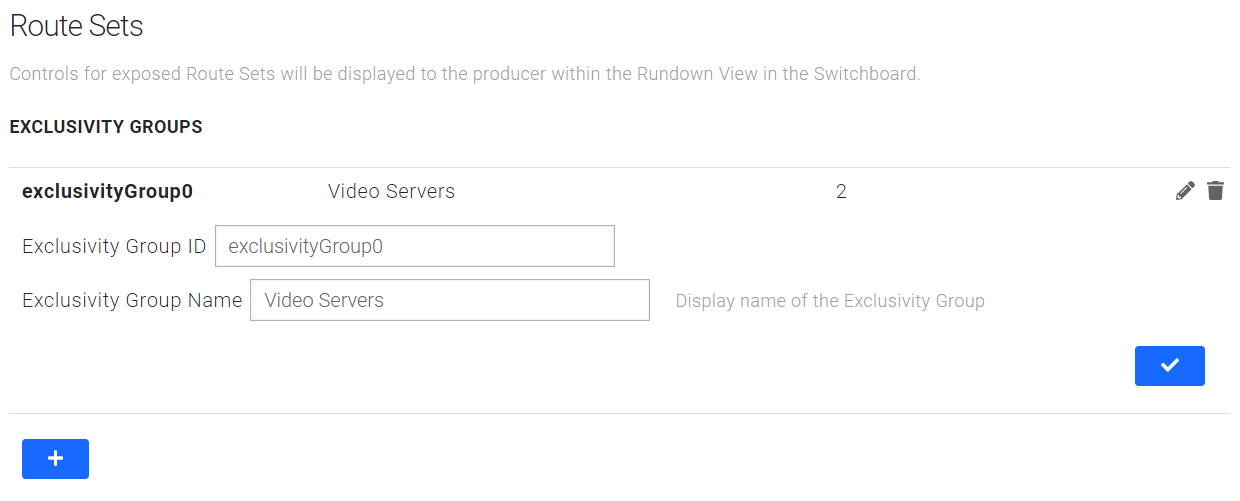 Route Sets
Controls for exposed Route Sets will be displayed to the producer within the Rundown View in the Switchboard.
EXCLUSIVITY GROUPS
exclusivityGroup0 Video Servers 2
Exclusivity Group ID exclusivityGroup0
Exclusivity Group Name Video Servers Display name of the Exclusivity Group